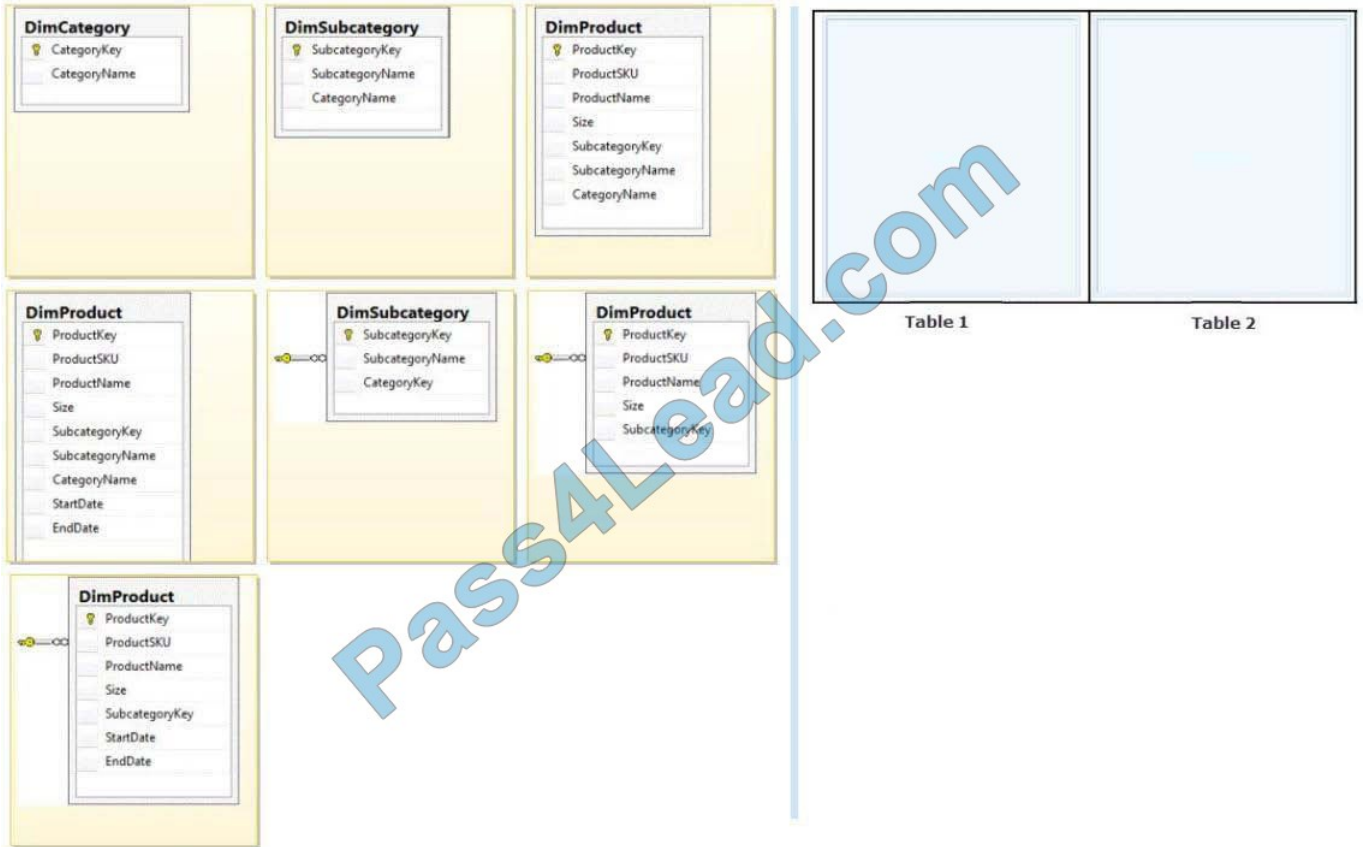 DimCategory
CategoryKey
CategoryName
DimSubcategory
SubcategoryKey
SubcategoryName
CategoryName
DimProduct
ProductKey
ProductSKU
ProductName
Size
SubcategoryKey
SubcategoryName
CategoryName
DimProduct
ProductKey
ProductSKU
ProductName
Size
SubcategoryKey
SubcategoryName
CategoryName
StartDate
EndDate
DimSubcategory
SubcategoryKey
SubcategoryName
CategoryKey
DimProduct
ProductKey
ProductSKU
ProductName
Size
SubcategoryKey
DimProduct
ProductKey
ProductSKU
ProductName
Size
SubcategoryKey
StartDate
EndDate
Table 1
Table 2
Pass4Lead.com